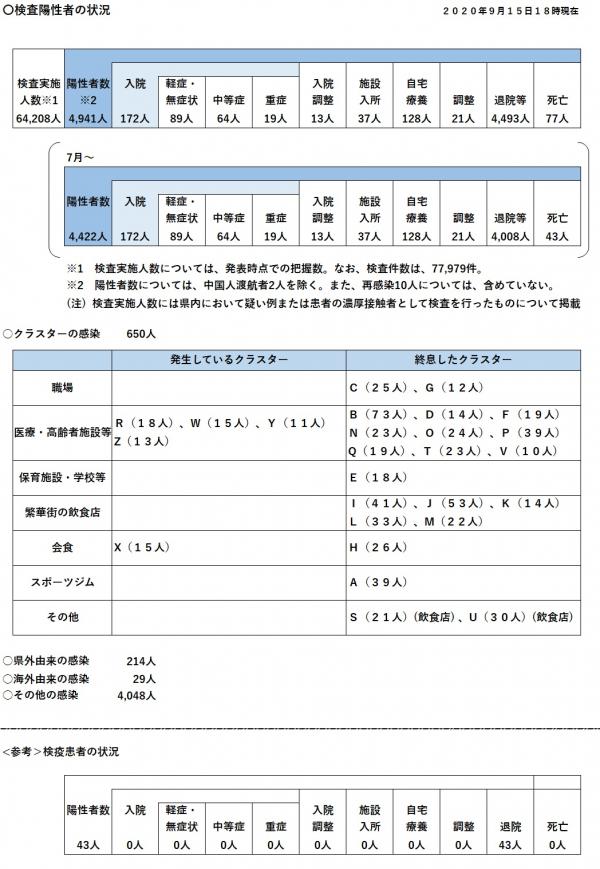 〇検査陽性者の状況
２０２０年９月１５日１８時現在
検査実施人数※1 陽性者数※2 入院 軽症・無症状 中等症 重症 入院調整 施設入所 自宅療養 調整 退院等 死亡
64,208人 4,941人 172人 89人 64人 19人 13人 37人 128人 21人 4,493人 77人
７月～
陽性者数 入院 軽症・無症状 中等症 重症 入院調整 施設入所 自宅療養 調整 退院等 死亡
4,422人 172人 89人 64人 19人 13人 37人 128人 21人 4,008人 43人
※1 検査実施人数については、発表時点での把握数。なお、検査件数は、77,979件。
※2 陽性者数については、中国人渡航者2人を除く。また、再感染10人については、含めていない。
（注）検査実施人数には県内において疑い例または患者の濃厚接触者として検査を行ったものについて掲載
○クラスターの感染 650人
発生しているクラスター 終息したクラスター
職場 Ｃ（２５人）、Ｇ（１２人）
医療・高齢者施設等 Ｒ（１８人）、Ｗ（１５人）、Ｙ（１１人）
Ｚ（１３人）
Ｂ（７３人）、Ｄ（１４人）、Ｆ（１９人）
Ｎ（２３人）、Ｏ（２４人）、Ｐ（３９人）
Ｑ（１９人）、Ｔ（２３人）、Ｖ（１０人）
保育施設・学校等 Ｅ（１８人）
繁華街の飲食店 Ｉ（４１人）、Ｊ（５３人）、Ｋ（１４人）
Ｌ（３３人）、Ｍ（２２人）
会食 Ｘ（１５人） Ｈ（２６人）
スポーツジム Ａ（３９人）
その他 Ｓ（２１人）（飲食店）、Ｕ（３０人）（飲食店）
○県外由来の感染 214人
○海外由来の感染 29人
○その他の感染 4,048人
<参考＞検疫患者の状況
陽性者数 入院 軽症・無症状 中等症 重症 入院調整 施設入所 自宅療養 調整 退院 死亡
43人 0人 0人 0人 0人 0人 0人 0人 0人 43人 0人